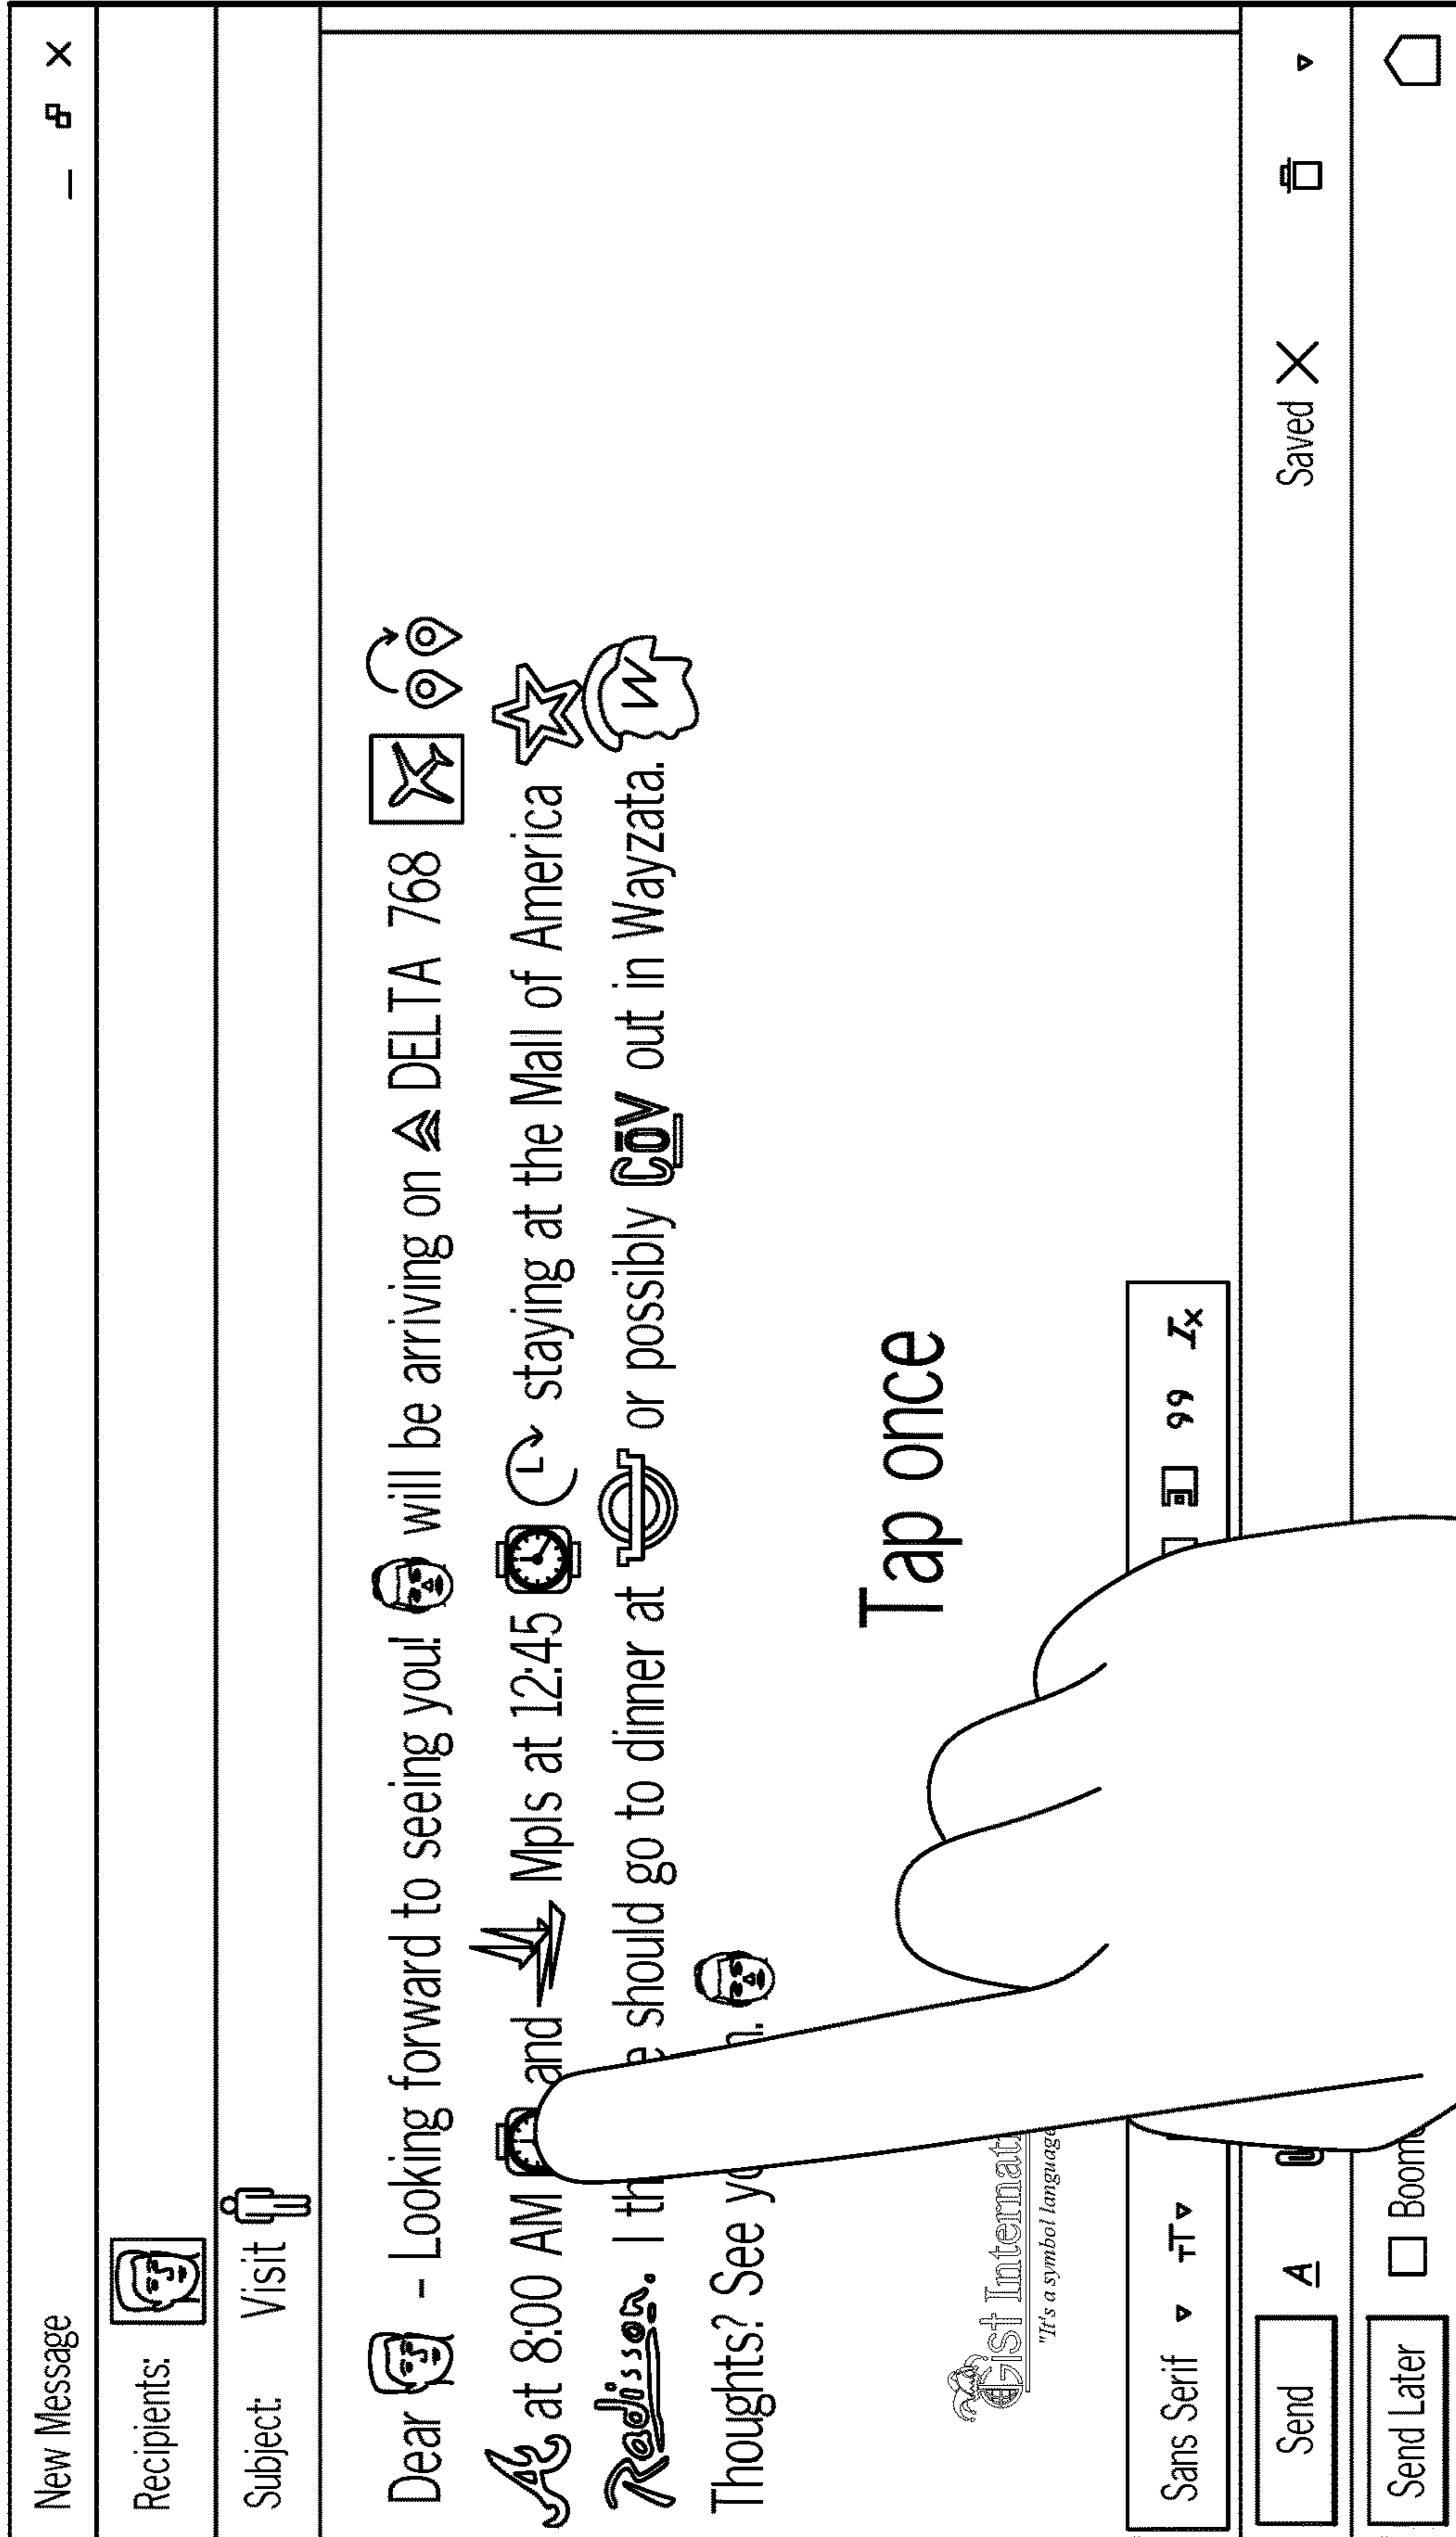 New Message
Recipients:
Subject: Visit
Dear - Looking forward to seeing you! will be arriving on DELTA 768
at 8:00 AM and Mpls at 12:45 staying at the Mall of America
Radisson. I should go to dinner at or possibly CōV out in Wayzata.
Thoughts? See
Tap once
Gist
"It's a symbol language
Sans Serif
Send A Saved
Send Later